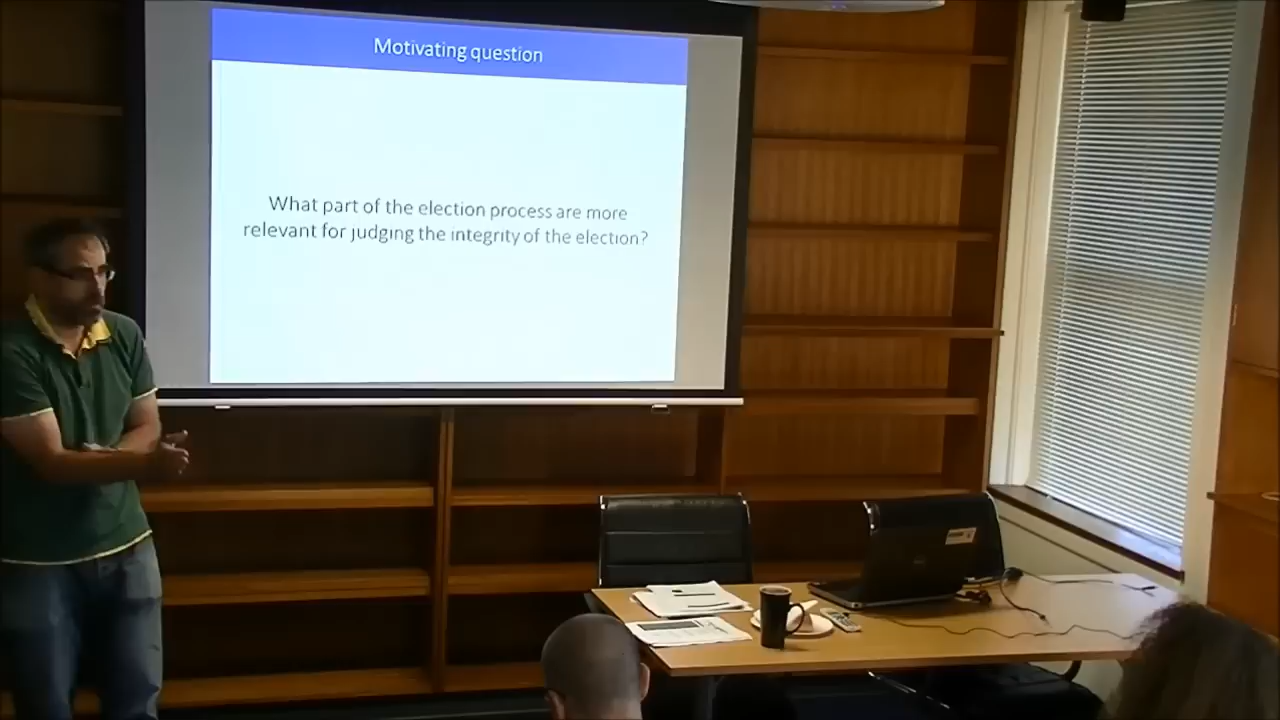 Motivating question
What part of the election process are more
relevant for judging the integrity of the election?